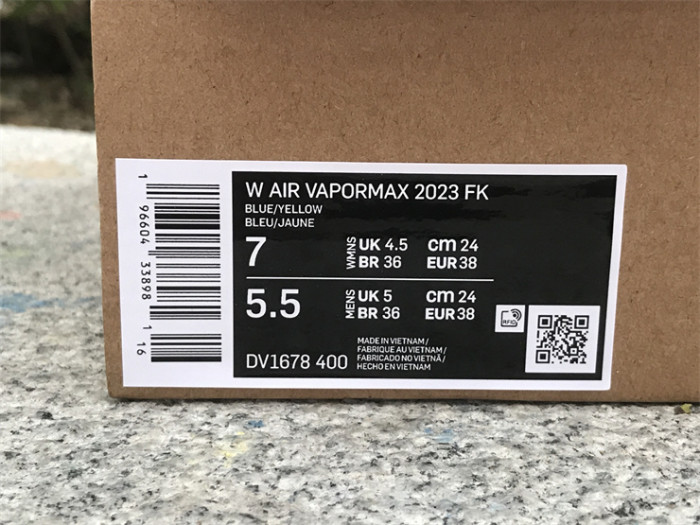 W AIR VAPORMAX 2023 FK
BLUE/YELLOW
BLEU/JAUNE
7 WMNS UK 4.5 cm 24
BR 36 EUR 38
5.5 MENS UK 5 cm 24
BR 36 EUR 38
DV1678 400
MADE IN VIETNAM/
FABRIQUE AU VIETNAM/
FABRICADO NO VIETNÃ/
HECHO EN VIETNAM
RFID
1 96604 33898 1 16